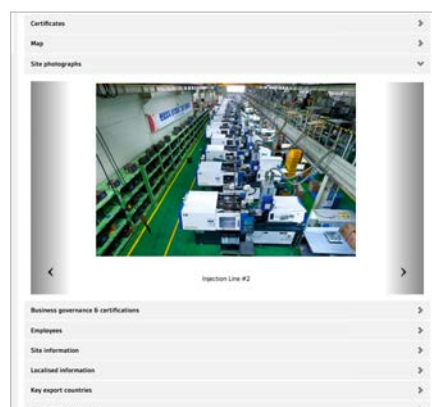 Certificates
Map
Site photographs
Injection Line #2
Business governance & certifications
Employees
Site information
Localised information
Key export countries